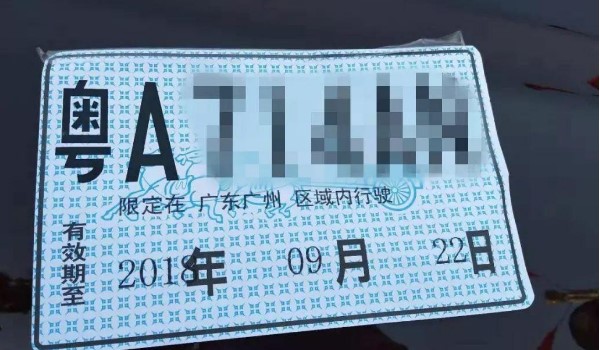 粤A
限定在 广东广州 区域内行驶
有效期至
2018年 09月 22日